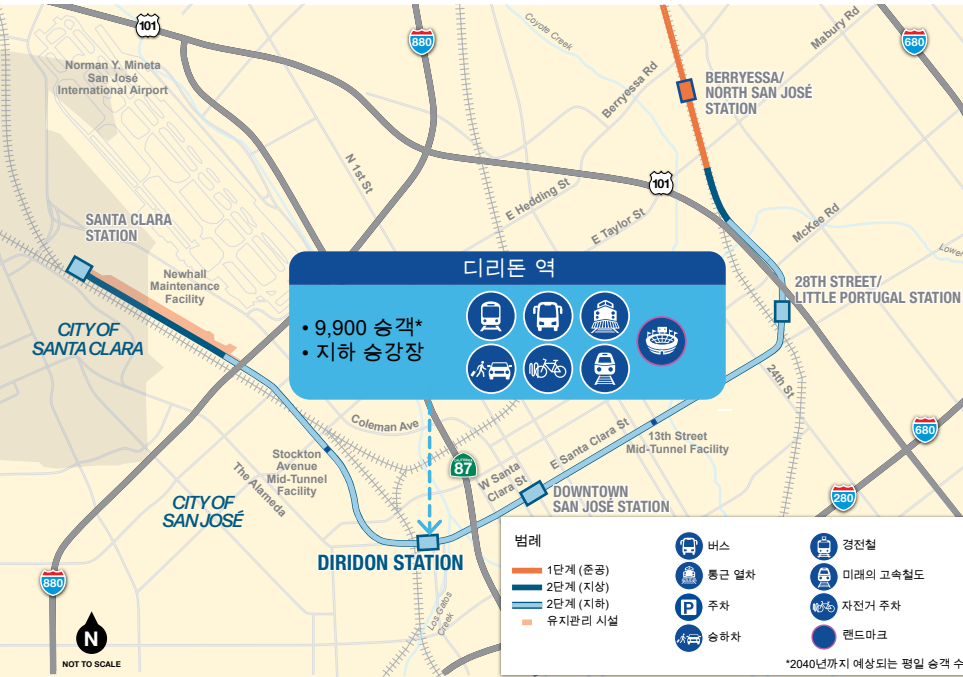 101
880
680
Mabury Rd
Coyote Creek
Norman Y. Mineta
San José
International Airport
Berryessa Rd
BERRYESSA/
NORTH SAN JOSÉ
STATION
N 1st St
101
E Hedding St
E Taylor St
McKee Rd
Lower
SANTA CLARA
STATION
Newhall
Maintenance
Facility
디리돈 역
• 9,900 승객*
• 지하 승강장
28TH STREET/
LITTLE PORTUGAL STATION
CITY OF
SANTA CLARA
24th St
Coleman Ave
E Santa Clara St
13th Street
Mid-Tunnel Facility
680
Stockton
Avenue
Mid-Tunnel
Facility
The Alameda
CALIFORNIA
87
W Santa
Clara St
280
CITY OF
SAN JOSÉ
DOWNTOWN
SAN JOSÉ STATION
DIRIDON STATION
880
Los Gatos
Creek
N
NOT TO SCALE
범례
1단계 (준공)
2단계 (지상)
2단계 (지하)
유지관리 시설
버스
통근 열차
P
주차
승하차
경전철
미래의 고속철도
자전거 주차
랜드마크
*2040년까지 예상되는 평일 승객 수